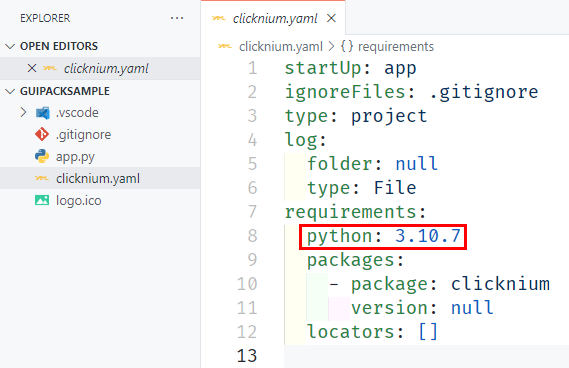 EXPLORER
···
OPEN EDITORS
clicknium.yaml
GUIPACKSAMPLE
.vscode
.gitignore
app.py
clicknium.yaml
logo.ico
clicknium.yaml
clicknium.yaml > {} requirements
1 startUp: app
2 ignoreFiles: .gitignore
3 type: project
4 log:
5   folder: null
6   type: File
7 requirements:
8   python: 3.10.7
9   packages:
10     - package: clicknium
11       version: null
12   locators: []
13